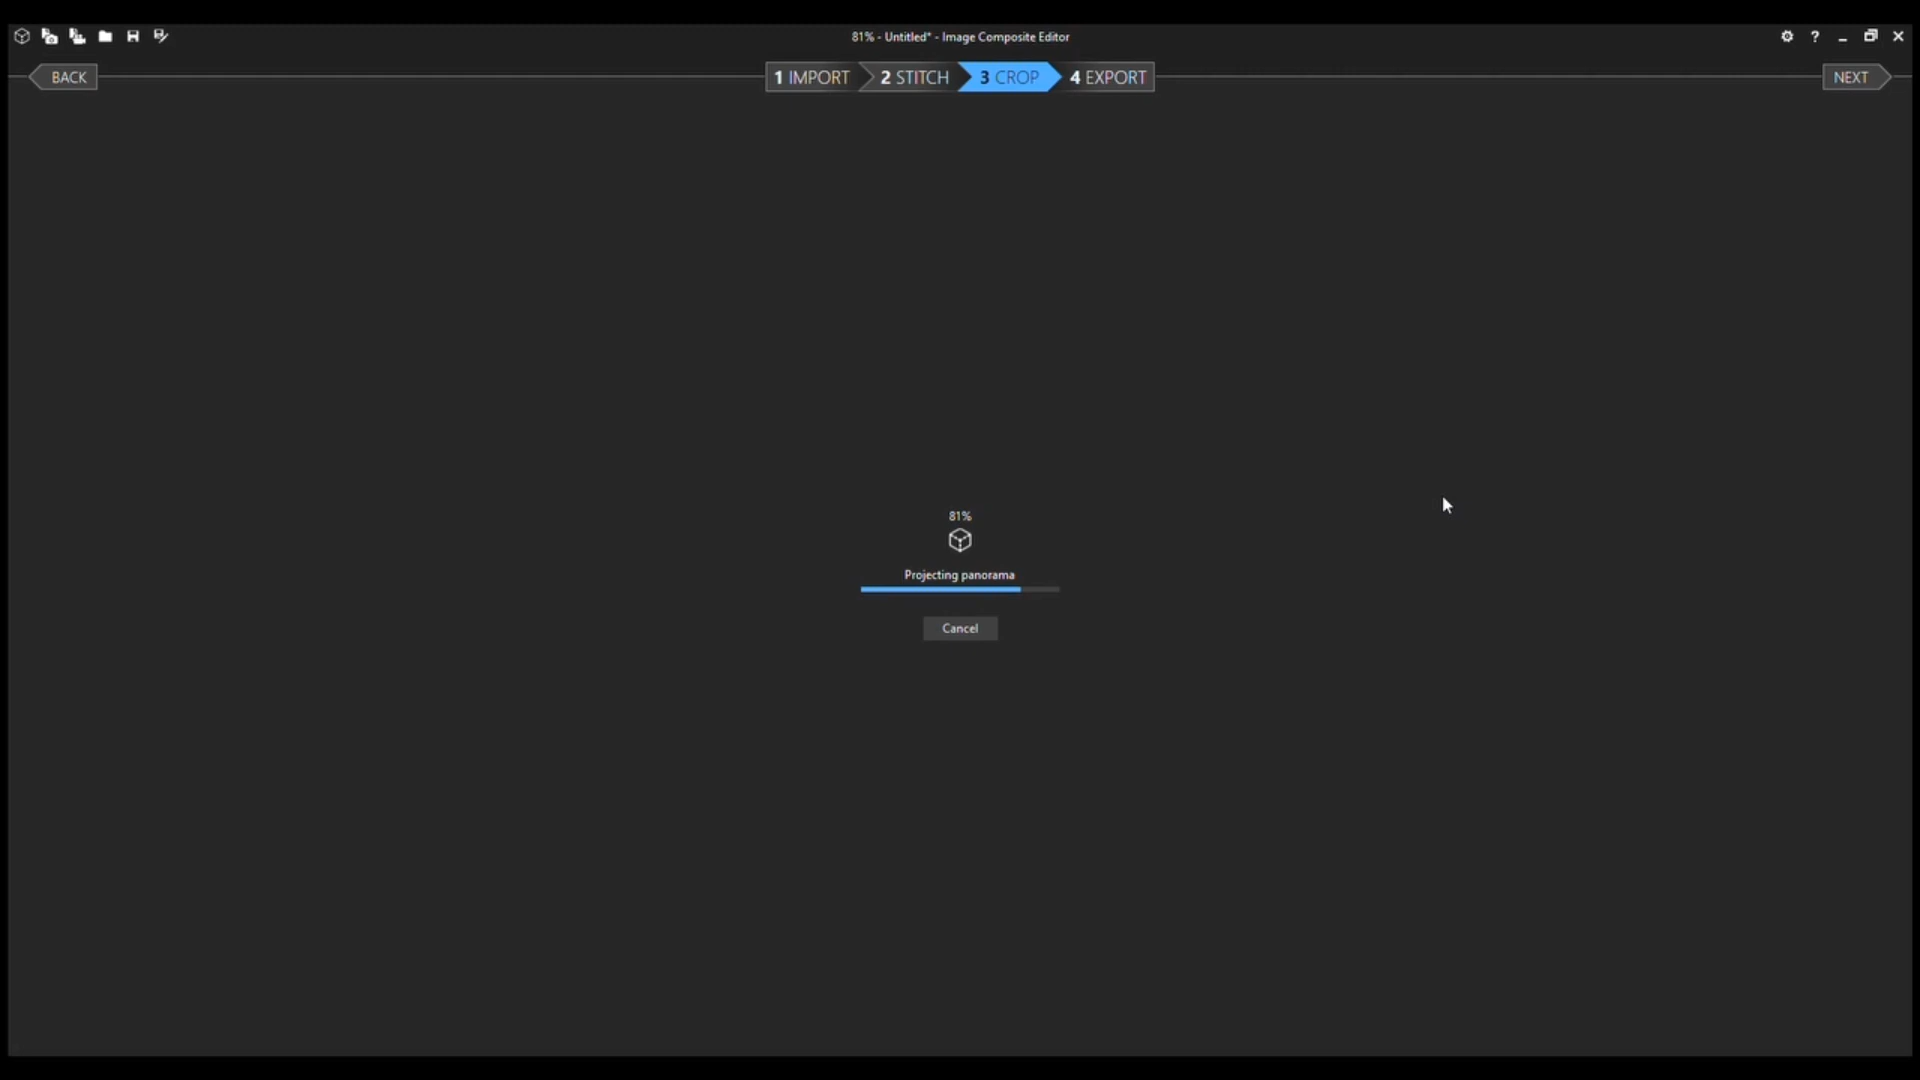 81% - Untitled* - Image Composite Editor
BACK
1 IMPORT 2 STITCH 3 CROP 4 EXPORT
NEXT
81%
Projecting panorama
Cancel